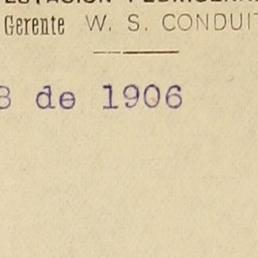 Gerente W. S. CONDUIT
de 1906